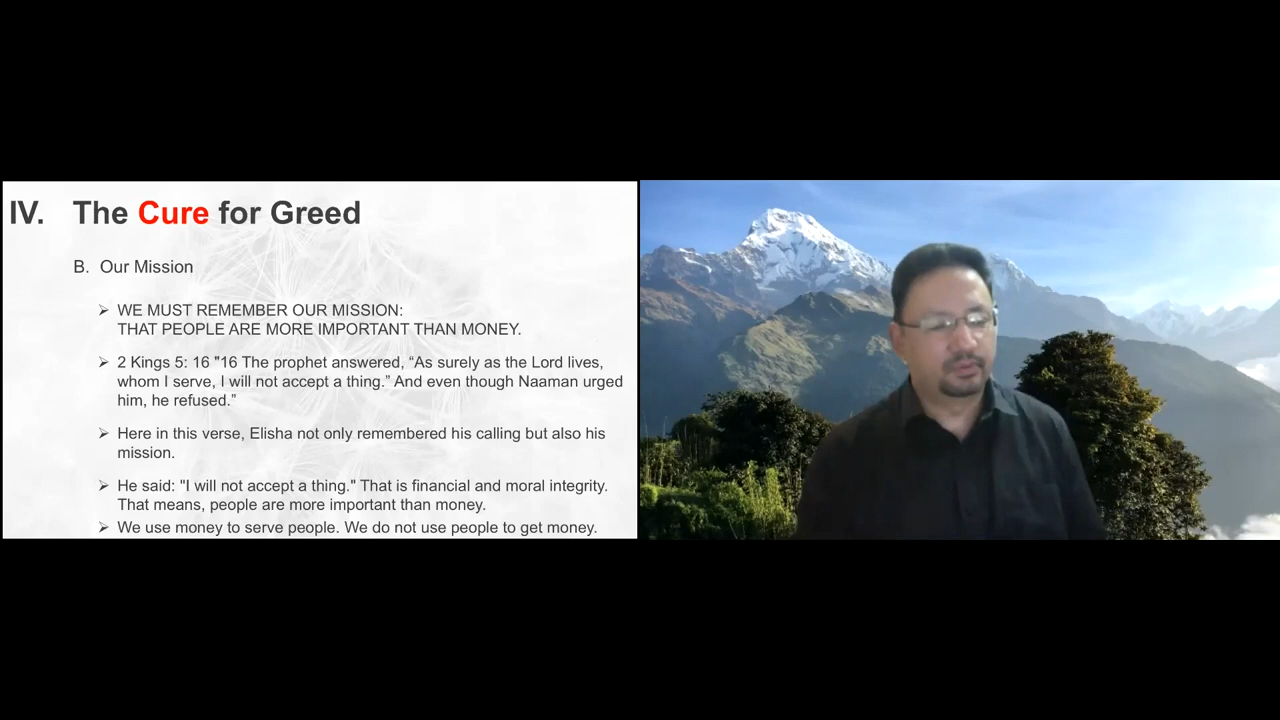 IV. The Cure for Greed
B. Our Mission
➢ WE MUST REMEMBER OUR MISSION:
THAT PEOPLE ARE MORE IMPORTANT THAN MONEY.
➢ 2 Kings 5: 16 "16 The prophet answered, “As surely as the Lord lives,
whom I serve, I will not accept a thing.” And even though Naaman urged
him, he refused.”
➢ Here in this verse, Elisha not only remembered his calling but also his
mission.
➢ He said: "I will not accept a thing." That is financial and moral integrity.
That means, people are more important than money.
➢ We use money to serve people. We do not use people to get money.